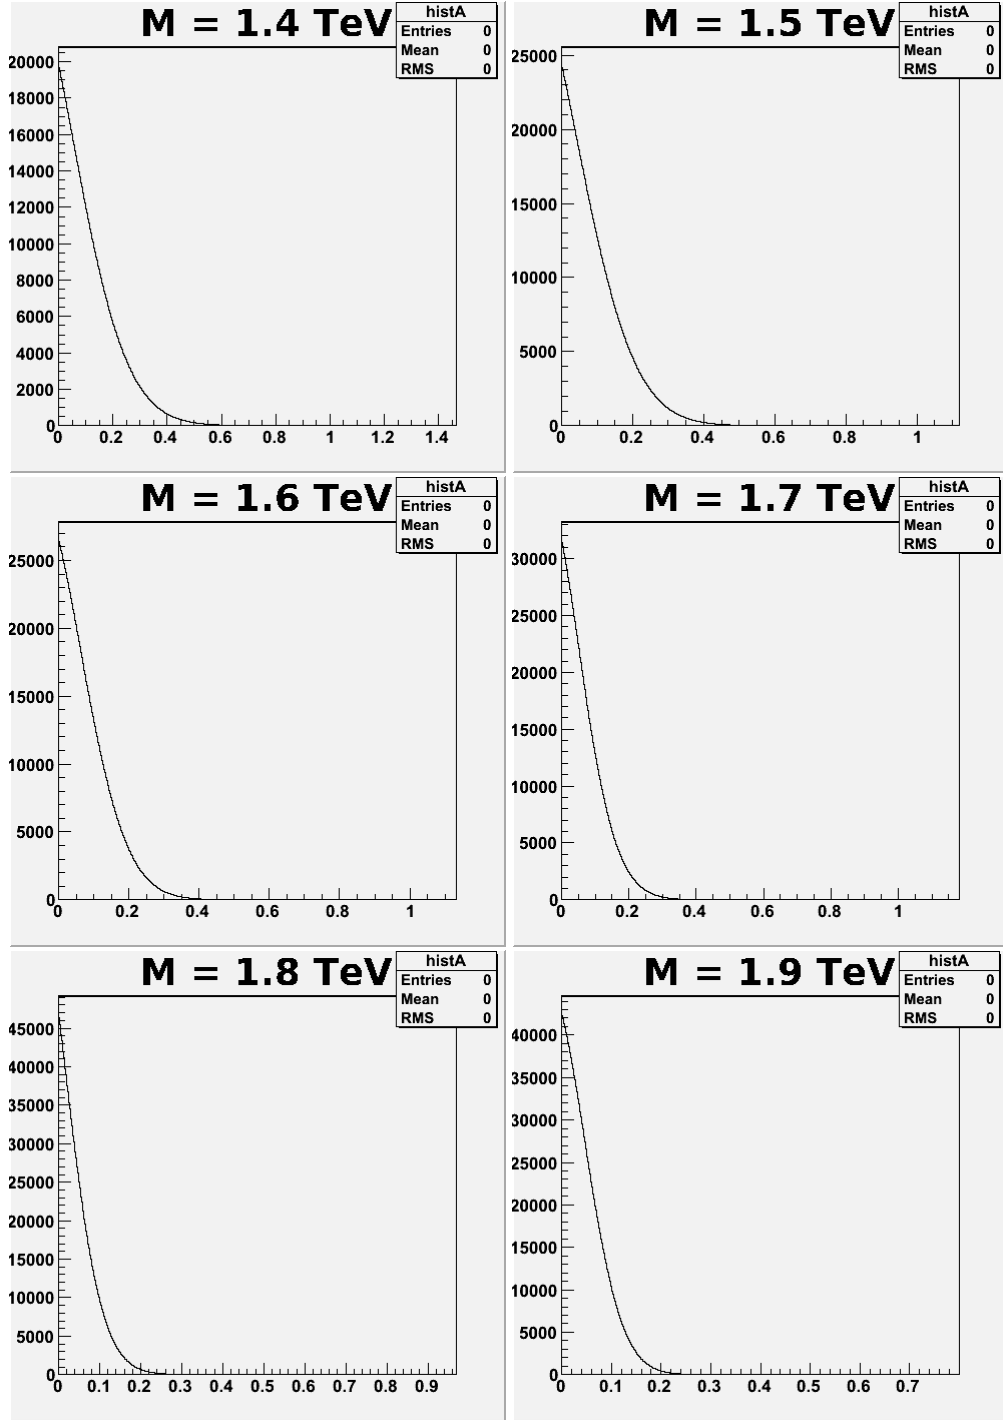 M = 1.4 TeV
histA
Entries 0
Mean 0
RMS 0
20000
18000
16000
14000
12000
10000
8000
6000
4000
2000
0
0 0.2 0.4 0.6 0.8 1 1.2 1.4
M = 1.5 TeV
histA
Entries 0
Mean 0
RMS 0
25000
20000
15000
10000
5000
0
0 0.2 0.4 0.6 0.8 1
M = 1.6 TeV
histA
Entries 0
Mean 0
RMS 0
25000
20000
15000
10000
5000
0
0 0.2 0.4 0.6 0.8 1
M = 1.7 TeV
histA
Entries 0
Mean 0
RMS 0
30000
25000
20000
15000
10000
5000
0
0 0.2 0.4 0.6 0.8 1
M = 1.8 TeV
histA
Entries 0
Mean 0
RMS 0
45000
40000
35000
30000
25000
20000
15000
10000
5000
0
0 0.1 0.2 0.3 0.4 0.5 0.6 0.7 0.8 0.9
M = 1.9 TeV
histA
Entries 0
Mean 0
RMS 0
40000
35000
30000
25000
20000
15000
10000
5000
0
0 0.1 0.2 0.3 0.4 0.5 0.6 0.7